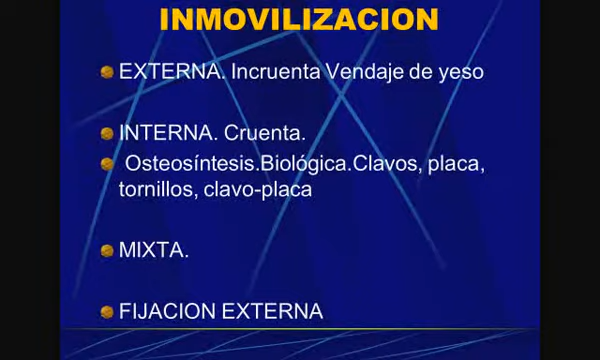 INMOVILIZACION
EXTERNA. Incruenta Vendaje de yeso
INTERNA. Cruenta.
Osteosíntesis.Biológica.Clavos, placa,
tornillos, clavo-placa
MIXTA.
FIJACION EXTERNA